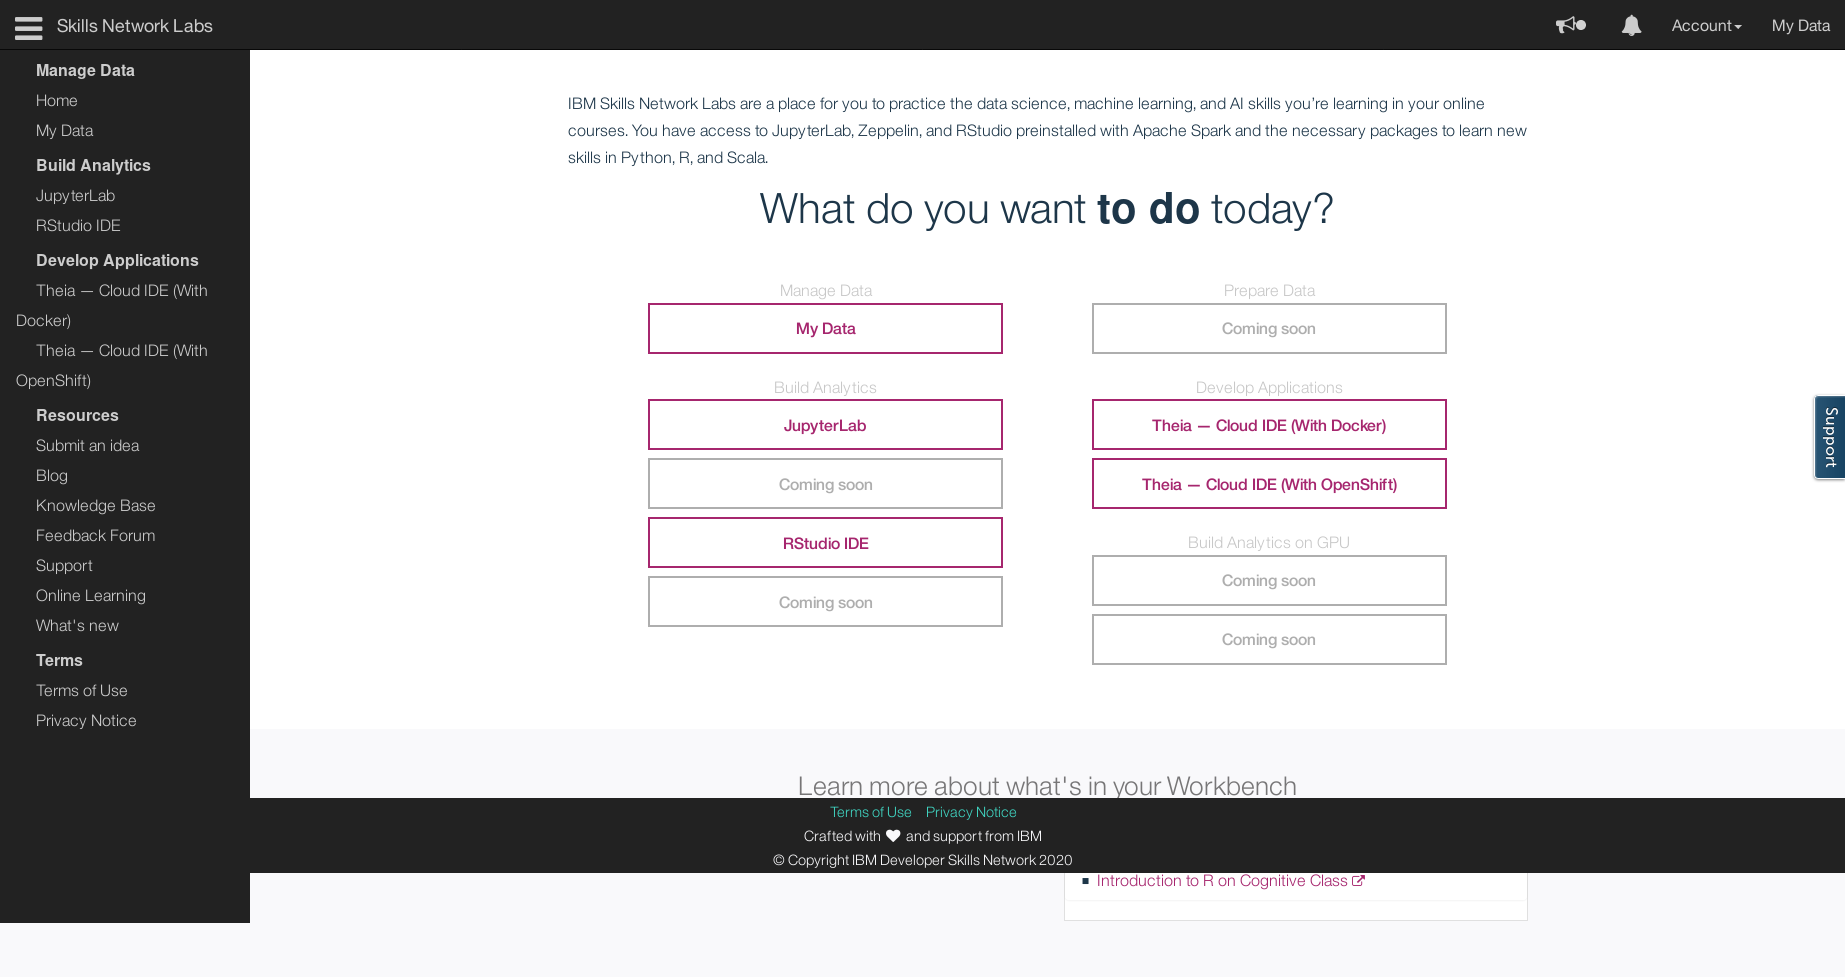 Skills Network Labs
Account
My Data
Manage Data
Home
My Data
Build Analytics
JupyterLab
RStudio IDE
Develop Applications
Theia — Cloud IDE (With
Docker)
Theia — Cloud IDE (With
OpenShift)
Resources
Submit an idea
Blog
Knowledge Base
Feedback Forum
Support
Online Learning
What's new
Terms
Terms of Use
Privacy Notice
IBM Skills Network Labs are a place for you to practice the data science, machine learning, and AI skills you’re learning in your online
courses. You have access to JupyterLab, Zeppelin, and RStudio preinstalled with Apache Spark and the necessary packages to learn new
skills in Python, R, and Scala.
What do you want to do today?
Manage Data
My Data
Build Analytics
JupyterLab
Coming soon
RStudio IDE
Coming soon
Prepare Data
Coming soon
Develop Applications
Theia — Cloud IDE (With Docker)
Theia — Cloud IDE (With OpenShift)
Build Analytics on GPU
Coming soon
Coming soon
Support
Learn more about what's in your Workbench
Terms of Use Privacy Notice
Crafted with and support from IBM
© Copyright IBM Developer Skills Network 2020
Introduction to R on Cognitive Class